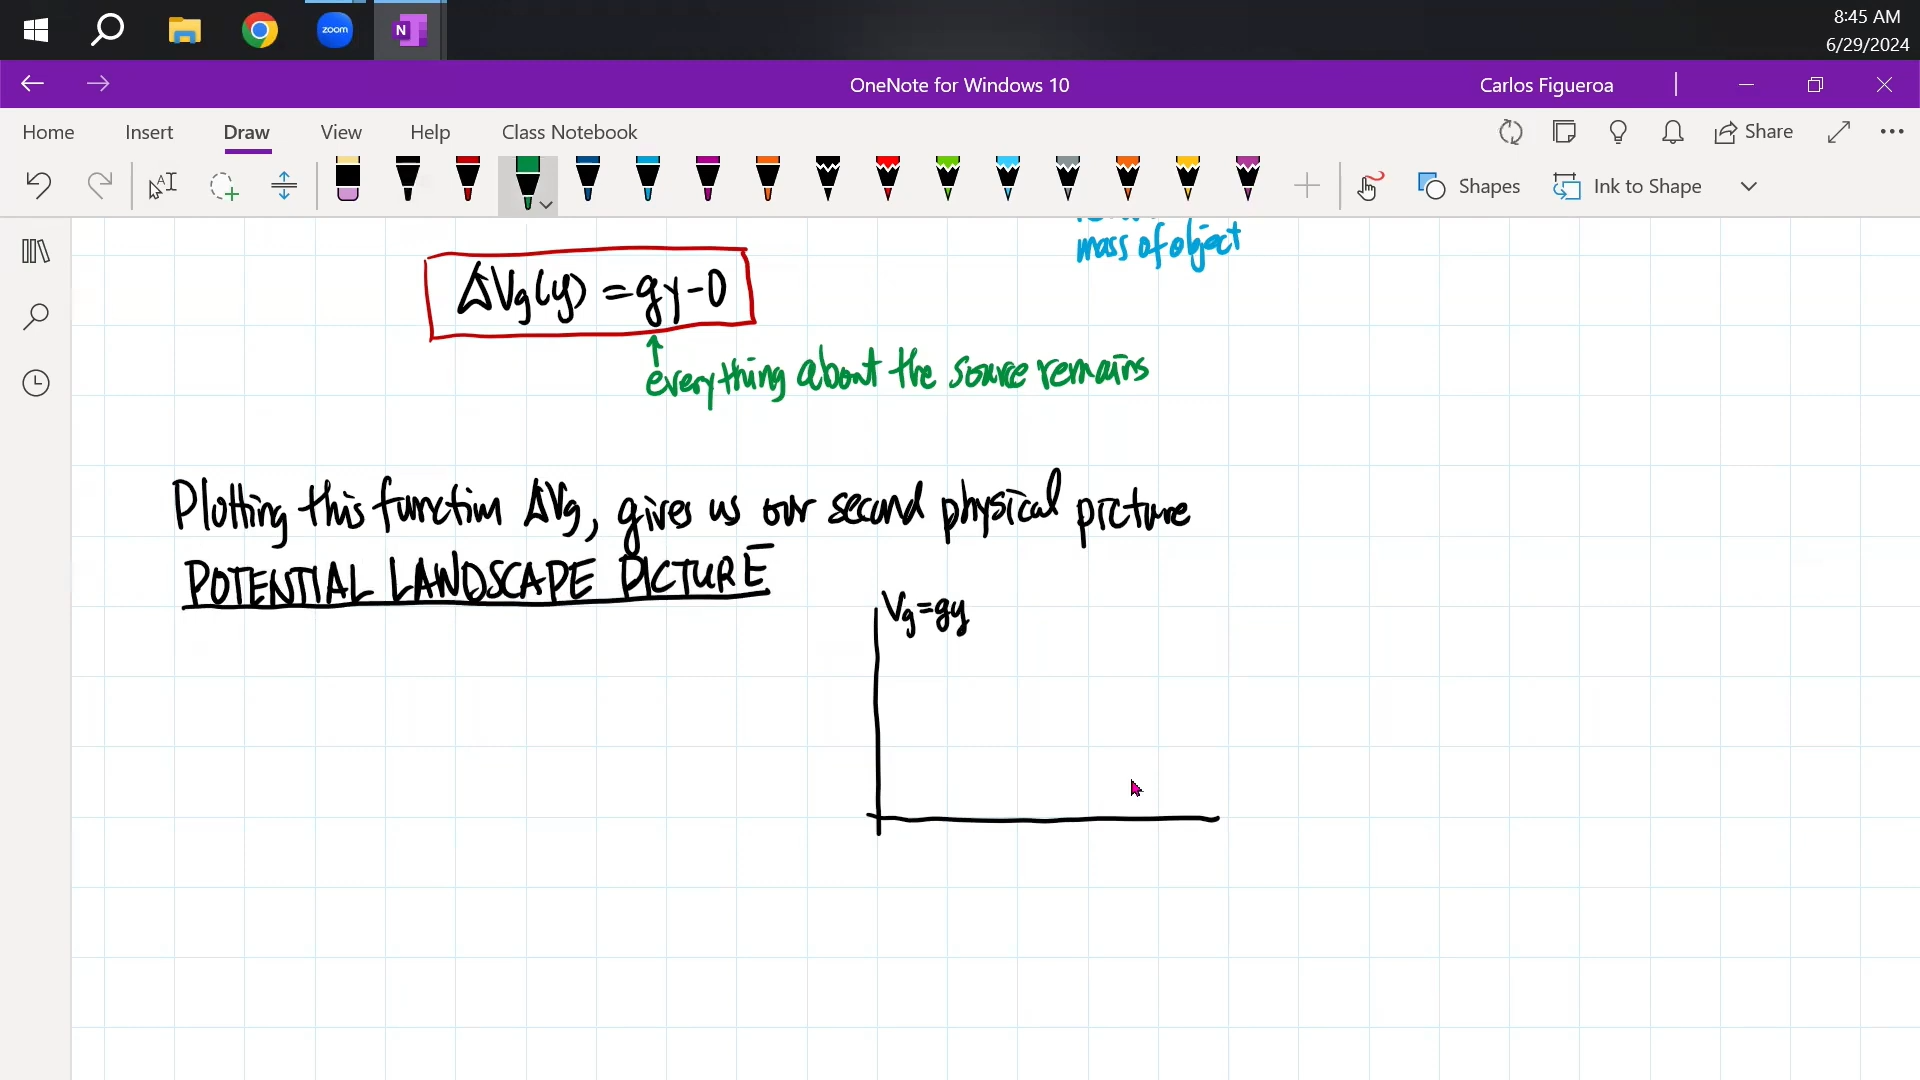 8:45 AM
6/29/2024
zoom
N
OneNote for Windows 10
Carlos Figueroa
Home Insert Draw View Help Class Notebook
Share
Shapes
Ink to Shape
mass of object
ΔVg(y) = gy-0
everything about the source remains
Plotting this function ΔVg, gives us our second physical picture
POTENTIAL LANDSCAPE PICTURE
Vg=gy